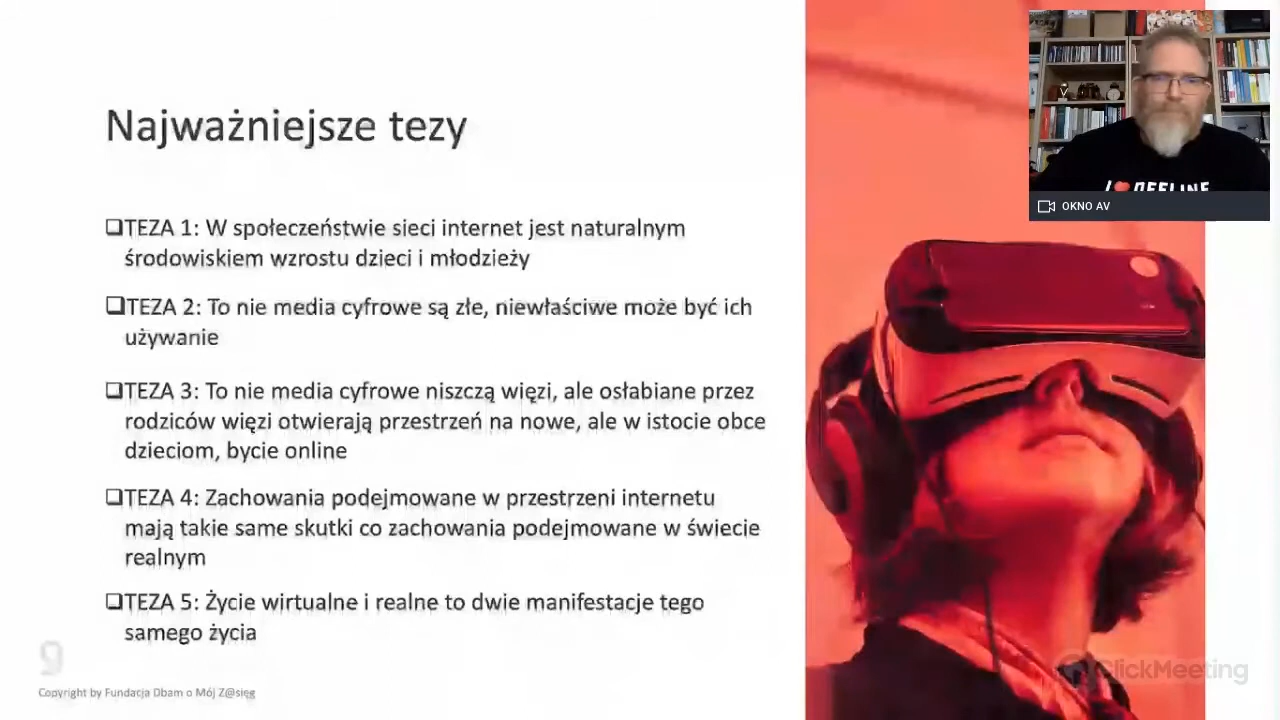 Najważniejsze tezy
❑TEZA 1: W społeczeństwie sieci internet jest naturalnym
środowiskiem wzrostu dzieci i młodzieży
❑TEZA 2: To nie media cyfrowe są złe, niewłaściwe może być ich
używanie
❑TEZA 3: To nie media cyfrowe niszczą więzi, ale osłabiane przez
rodziców więzi otwierają przestrzeń na nowe, ale w istocie obce
dzieciom, bycie online
❑TEZA 4: Zachowania podejmowane w przestrzeni internetu
mają takie same skutki co zachowania podejmowane w świecie
realnym
❑TEZA 5: Życie wirtualne i realne to dwie manifestacje tego
samego życia
9
Copyright by Fundacja Dbam o Mój Z@sięg
OKNO AV
ClickMeeting